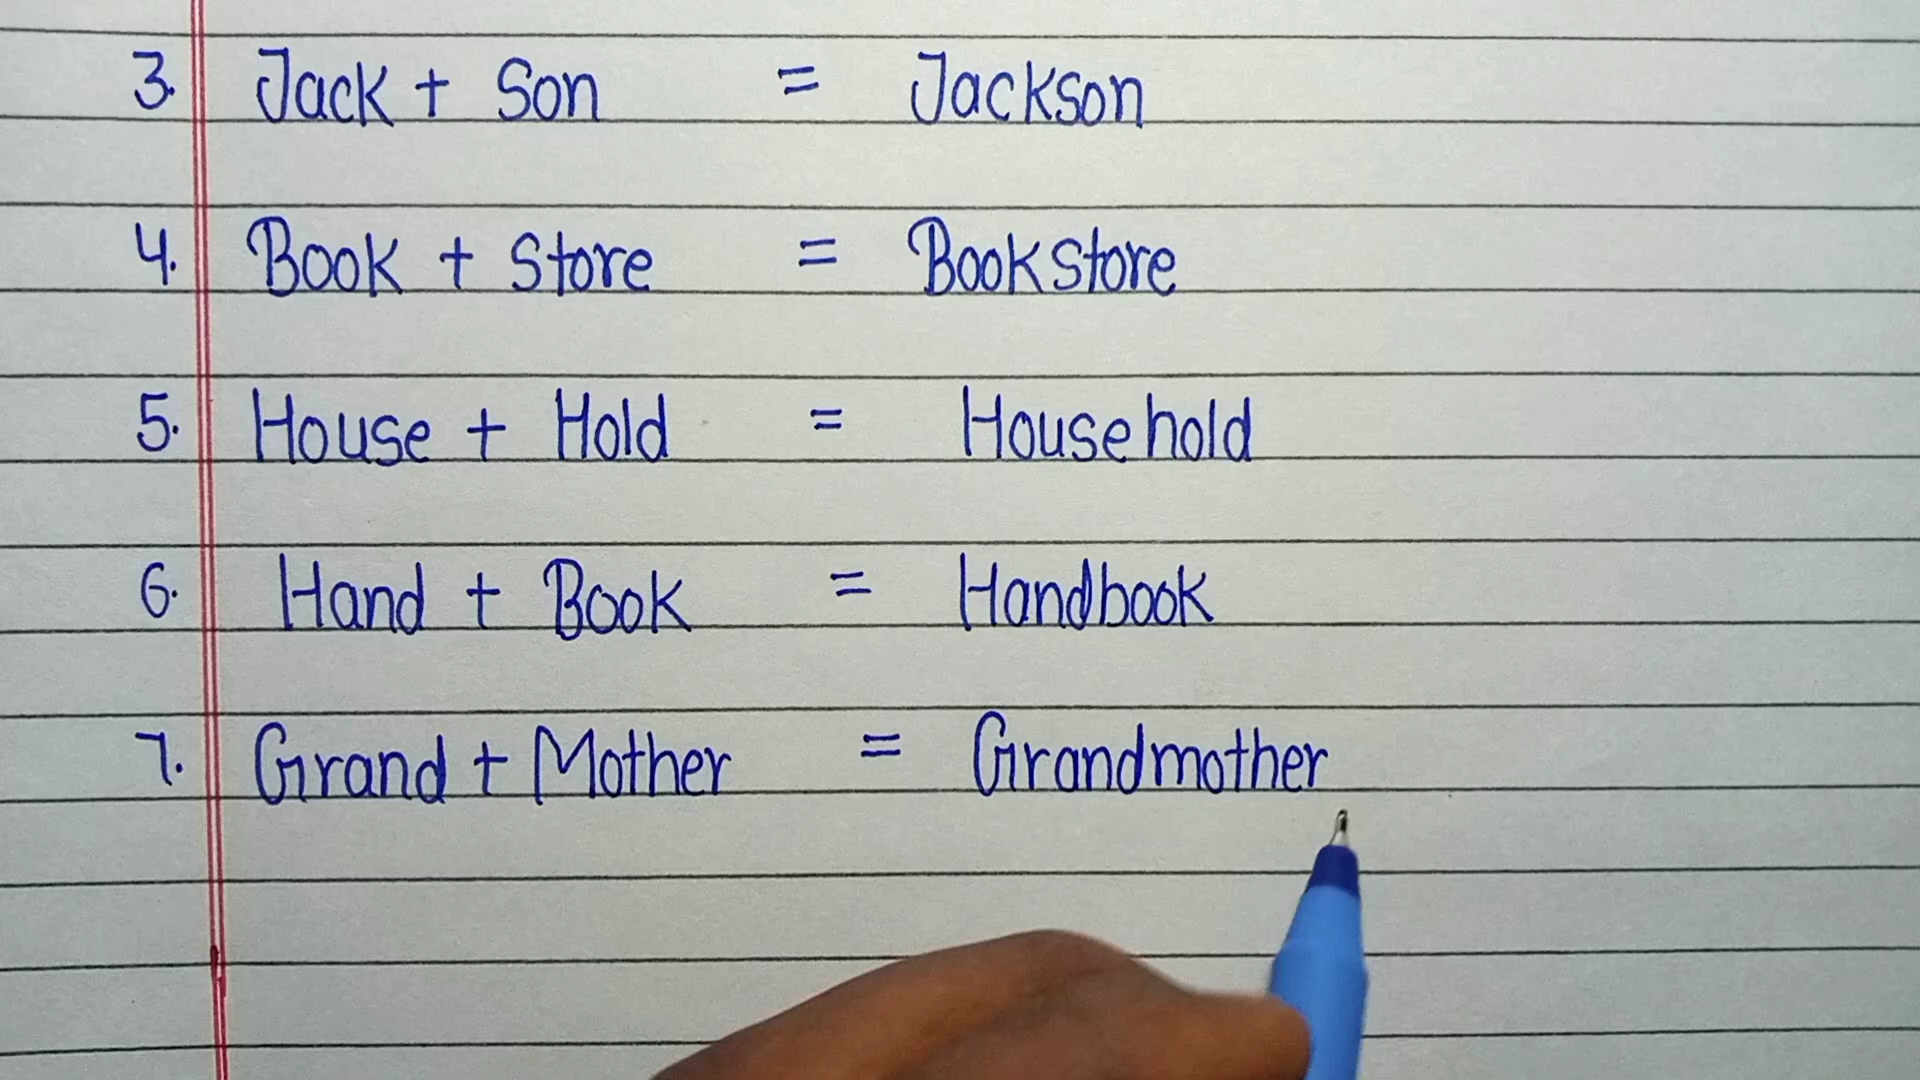 3. Jack + Son = Jackson
4. Book + Store = Bookstore
5. House + Hold = Household
6. Hand + Book = Handbook
7. Grand + Mother = Grandmother